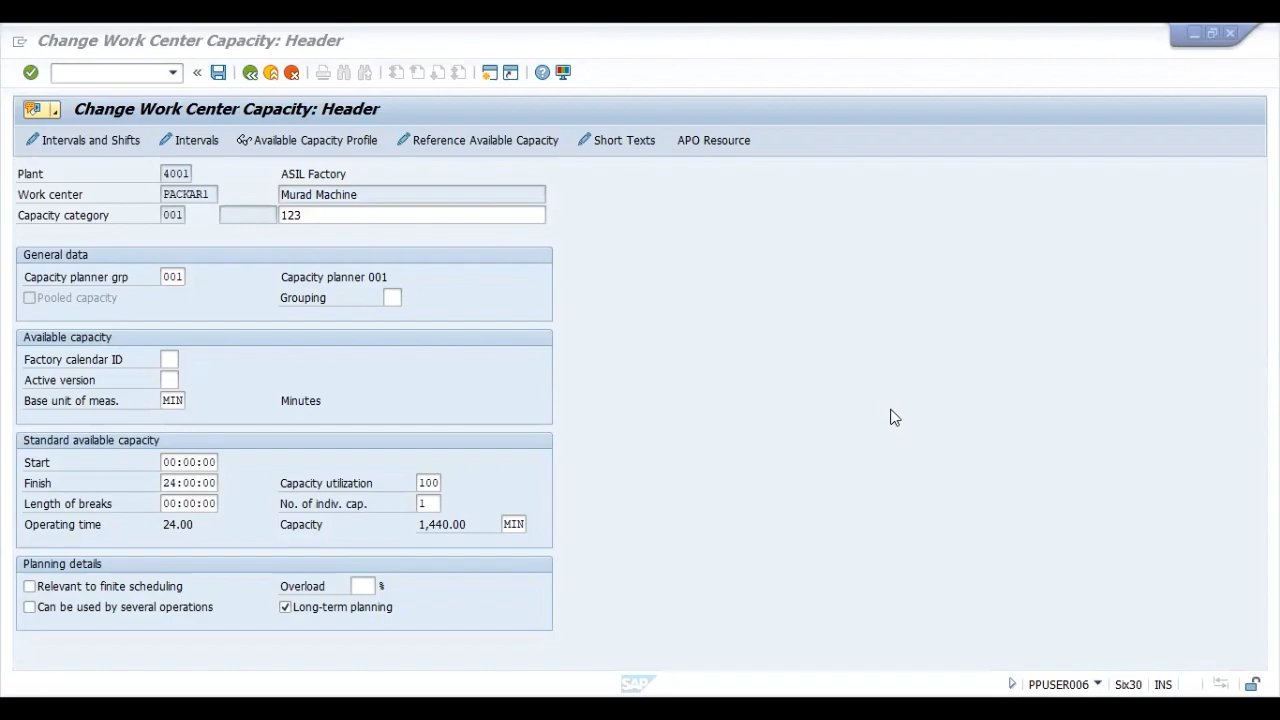 Change Work Center Capacity: Header
«
Change Work Center Capacity: Header
Intervals and Shifts Intervals Available Capacity Profile Reference Available Capacity Short Texts APO Resource
Plant 4001 ASIL Factory
Work center PACKAR1 Murad Machine
Capacity category 001 123
General data
Capacity planner grp 001 Capacity planner 001
Pooled capacity Grouping
Available capacity
Factory calendar ID
Active version
Base unit of meas. MIN Minutes
Standard available capacity
Start 00:00:00
Finish 24:00:00 Capacity utilization 100
Length of breaks 00:00:00 No. of indiv. cap. 1
Operating time 24.00 Capacity 1,440.00 MIN
Planning details
Relevant to finite scheduling Overload %
Can be used by several operations Long-term planning
SAP PPUSER006 Six30 INS